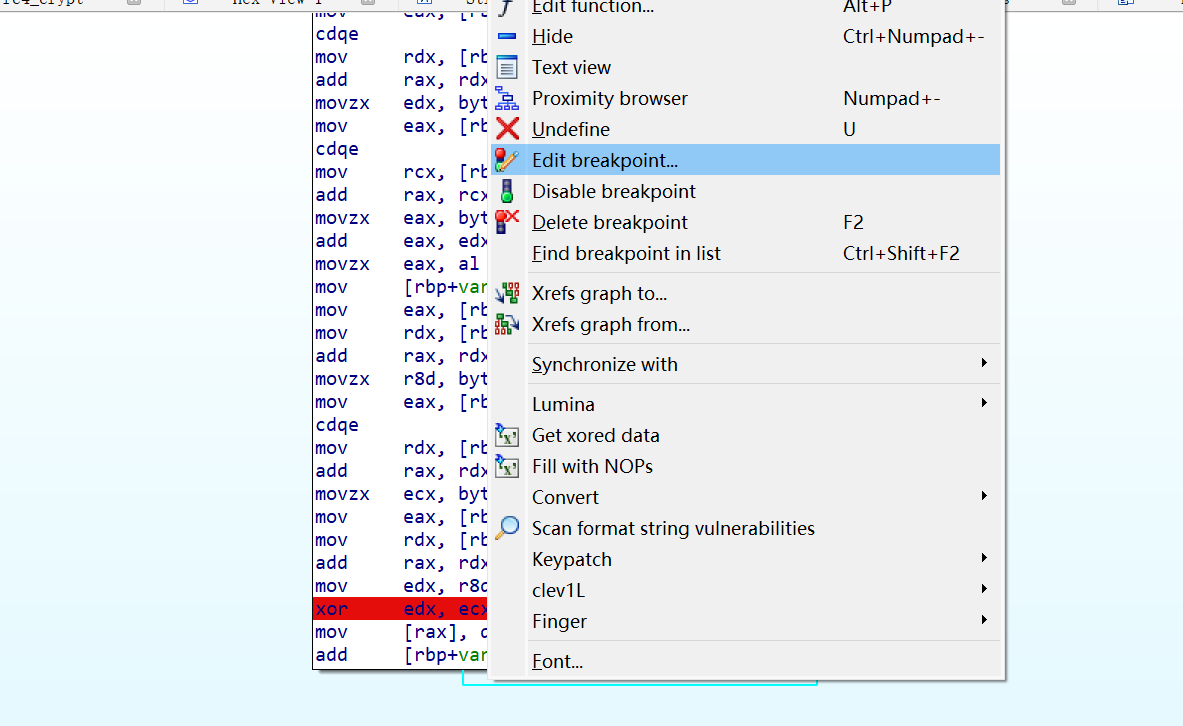 rc4_crypt Hex View-1
mov eax, [rb
cdqe
mov rdx, [rb
add rax, rdx
movzx edx, byt
mov eax, [rb
cdqe
mov rcx, [rb
add rax, rcx
movzx eax, byt
add eax, edx
movzx eax, al
mov [rbp+var
mov eax, [rb
mov rdx, [rb
add rax, rdx
movzx r8d, byt
mov eax, [rb
cdqe
mov rdx, [rb
add rax, rdx
movzx ecx, byt
mov eax, [rb
mov rdx, [rb
add rax, rdx
mov edx, r8d
xor edx, ecx
mov [rax], d
add [rbp+var
Edit function... Alt+P
Hide Ctrl+Numpad+-
Text view
Proximity browser Numpad+-
Undefine U
Edit breakpoint...
Disable breakpoint
Delete breakpoint F2
Find breakpoint in list Ctrl+Shift+F2
Xrefs graph to...
Xrefs graph from...
Synchronize with
Lumina
Get xored data
Fill with NOPs
Convert
Scan format string vulnerabilities
Keypatch
clev1L
Finger
Font...